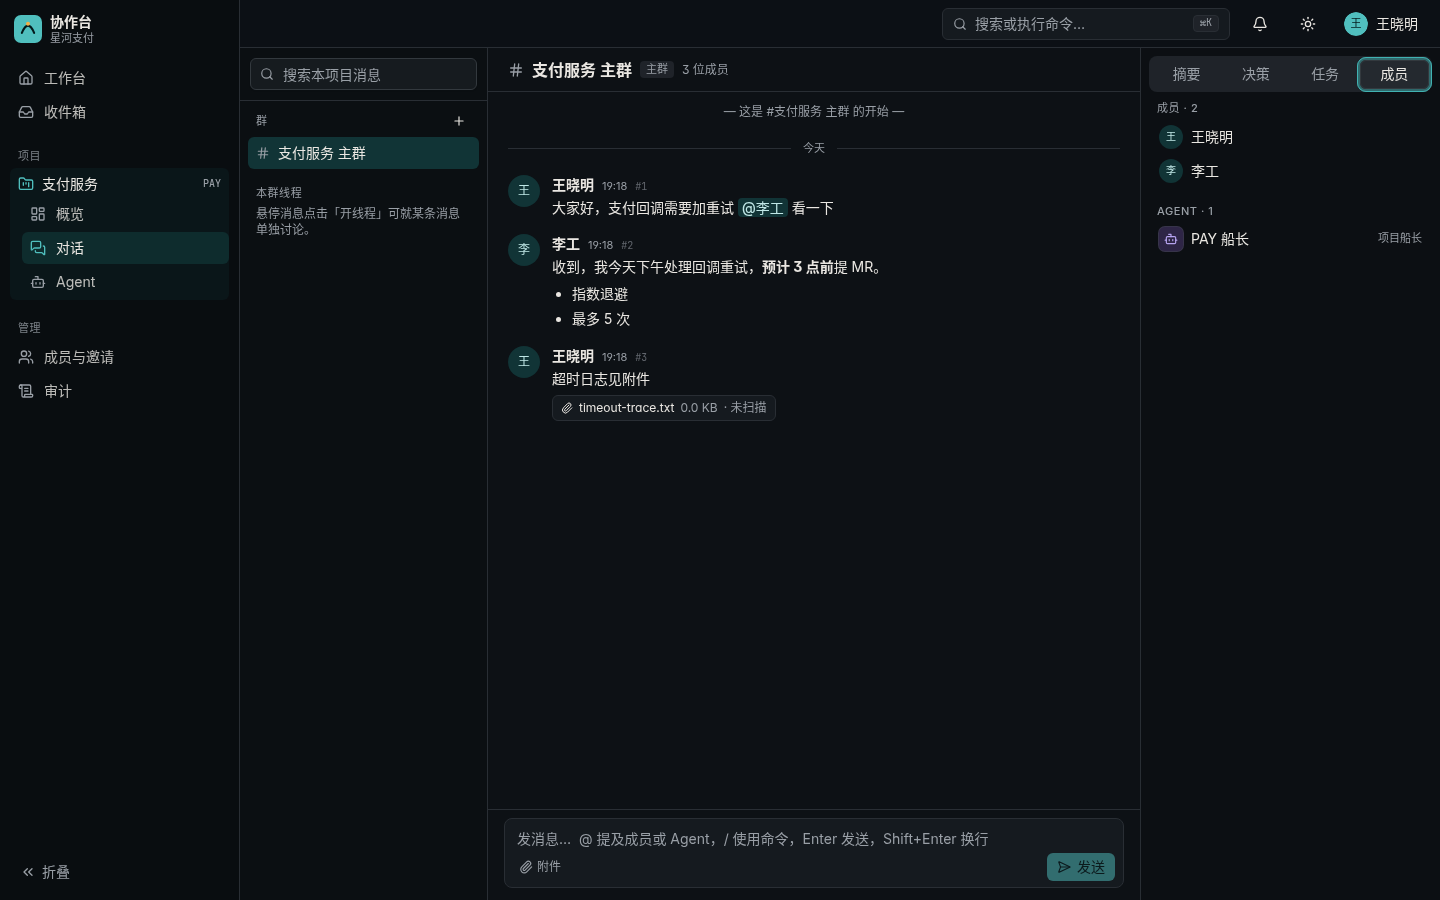 协作台
星河支付
工作台
收件箱
项目
支付服务 PAY
概览
对话
Agent
管理
成员与邀请
审计
折叠
搜索或执行命令... ⌘K
王 王晓明
搜索本项目消息
群
支付服务 主群
本群线程
悬停消息点击「开线程」可就某条消息
单独讨论。
# 支付服务 主群 主群 3 位成员
— 这是 #支付服务 主群 的开始 —
今天
王 王晓明 19:18 #1
大家好，支付回调需要加重试 @李工 看一下
李 李工 19:18 #2
收到，我今天下午处理回调重试，预计 3 点前提 MR。
• 指数退避
• 最多 5 次
王 王晓明 19:18 #3
超时日志见附件
timeout-trace.txt 0.0 KB · 未扫描
发消息... @ 提及成员或 Agent，/ 使用命令，Enter 发送，Shift+Enter 换行
附件
发送
摘要 决策 任务 成员
成员 · 2
王 王晓明
李 李工
AGENT · 1
PAY 船长 项目船长